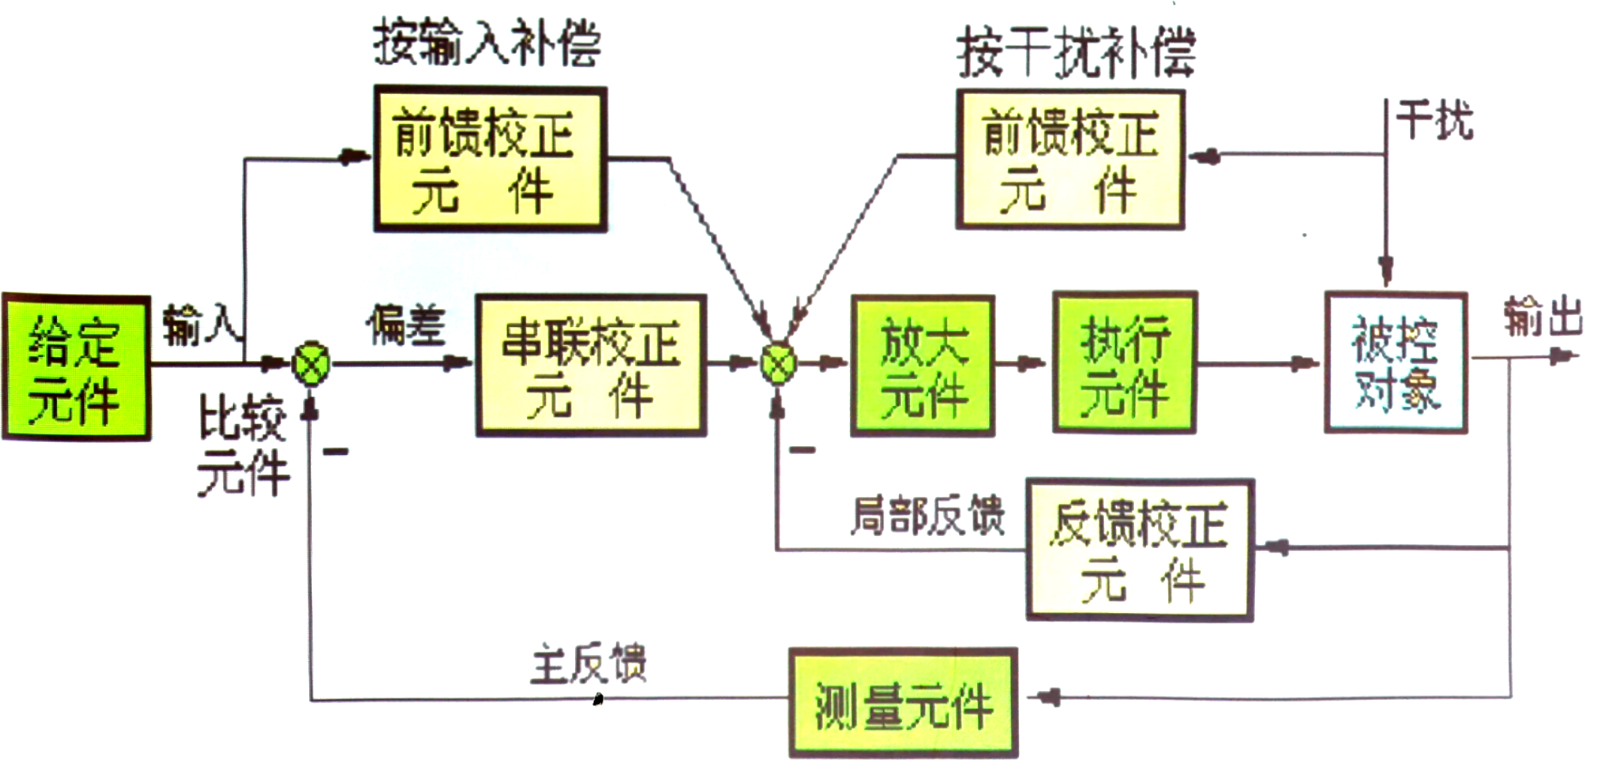 按输入补偿
按干扰补偿
前馈校正
元 件
前馈校正
元 件
干扰
给定
元件
输入
偏差
串联校正
元 件
放大
元件
执行
元件
被控
对象
输出
比较
元件
－
－
局部反馈
反馈校正
元 件
主反馈
测量元件